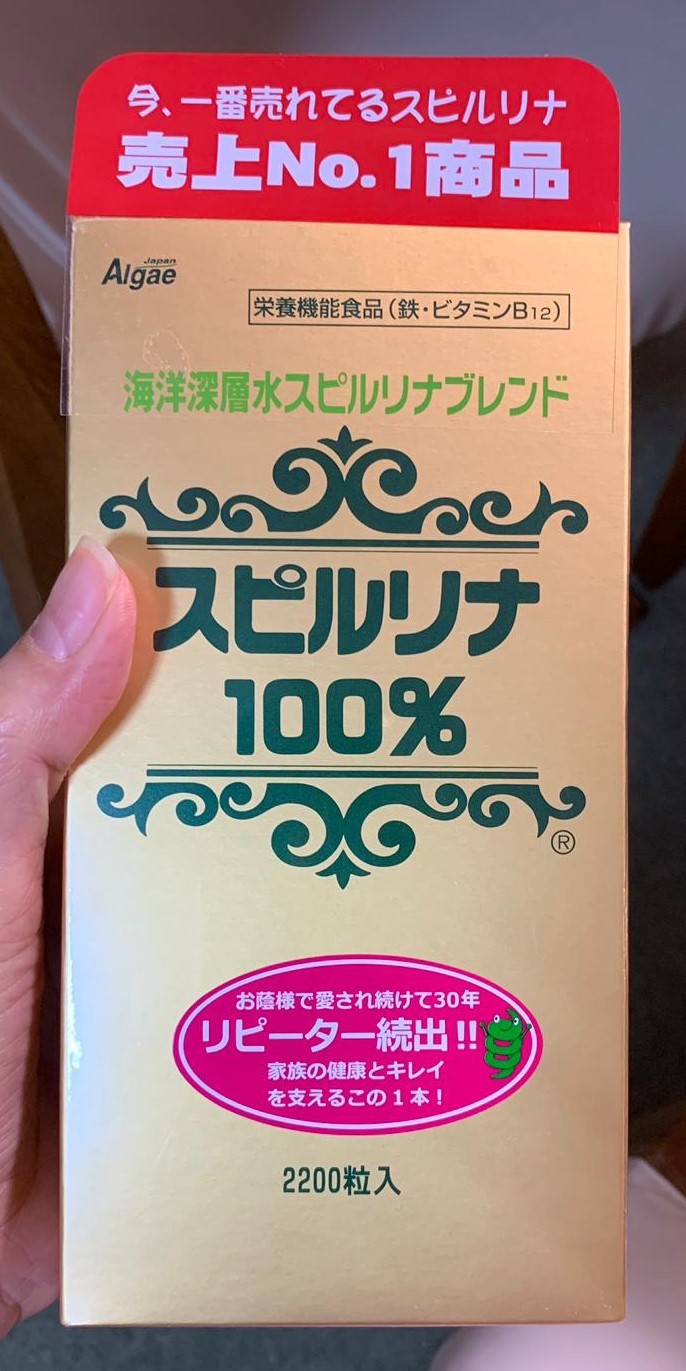 今、一番売れてるスピルリナ
売上No.1商品
Japan
Algae
栄養機能食品（鉄・ビタミンB12）
海洋深層水スピルリナブレンド
スピルリナ
100%
®
お蔭様で愛され続けて30年
リピーター続出!!
家族の健康とキレイ
を支えるこの1本！
2200粒入